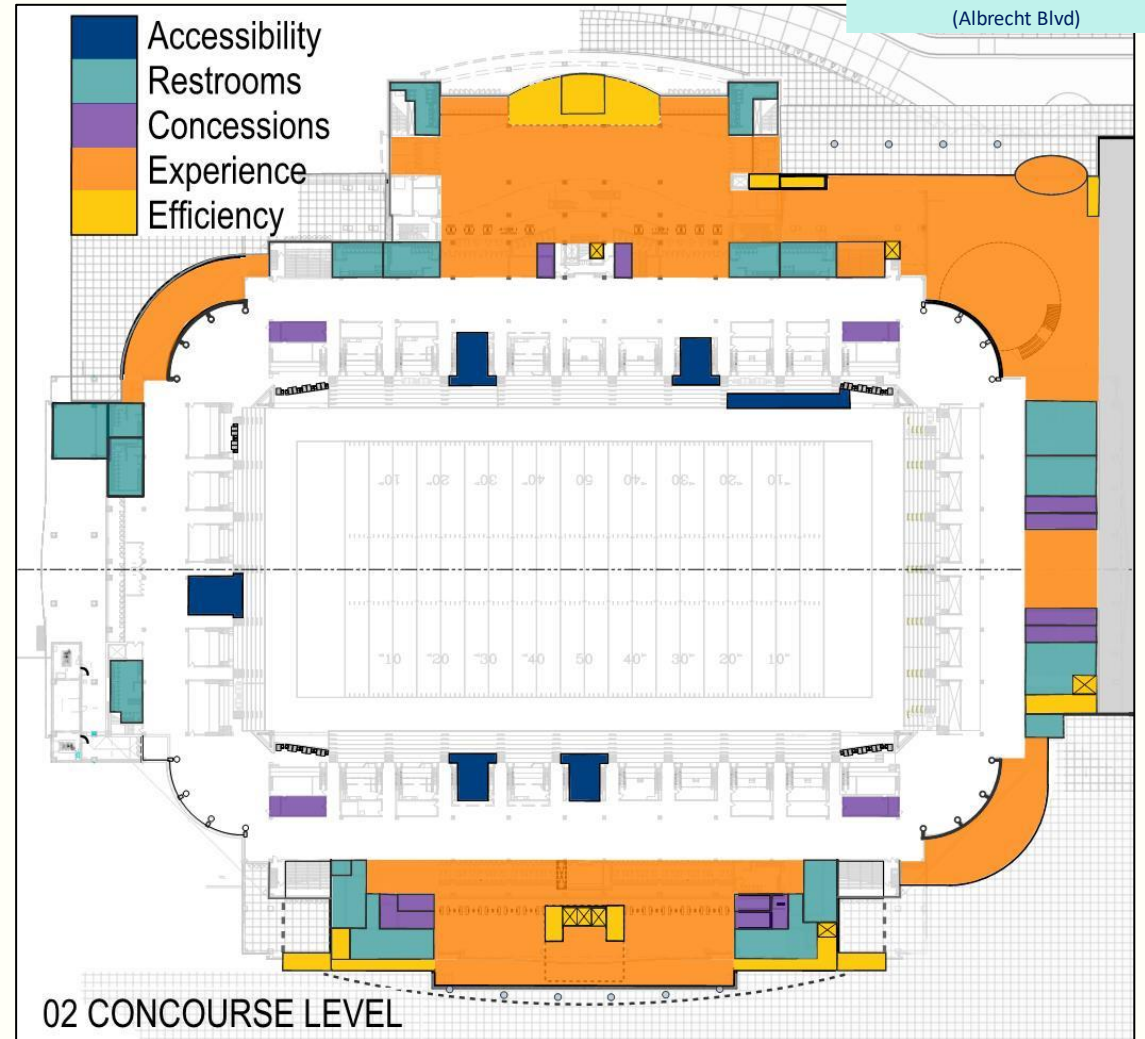 (Albrecht Blvd)
Accessibility
Restrooms
Concessions
Experience
Efficiency
"10 "20 "30 "40 50 40" 30" 20" 10"
"10 "20 "30 "40 50 40" 30" 20" 10"
02 CONCOURSE LEVEL